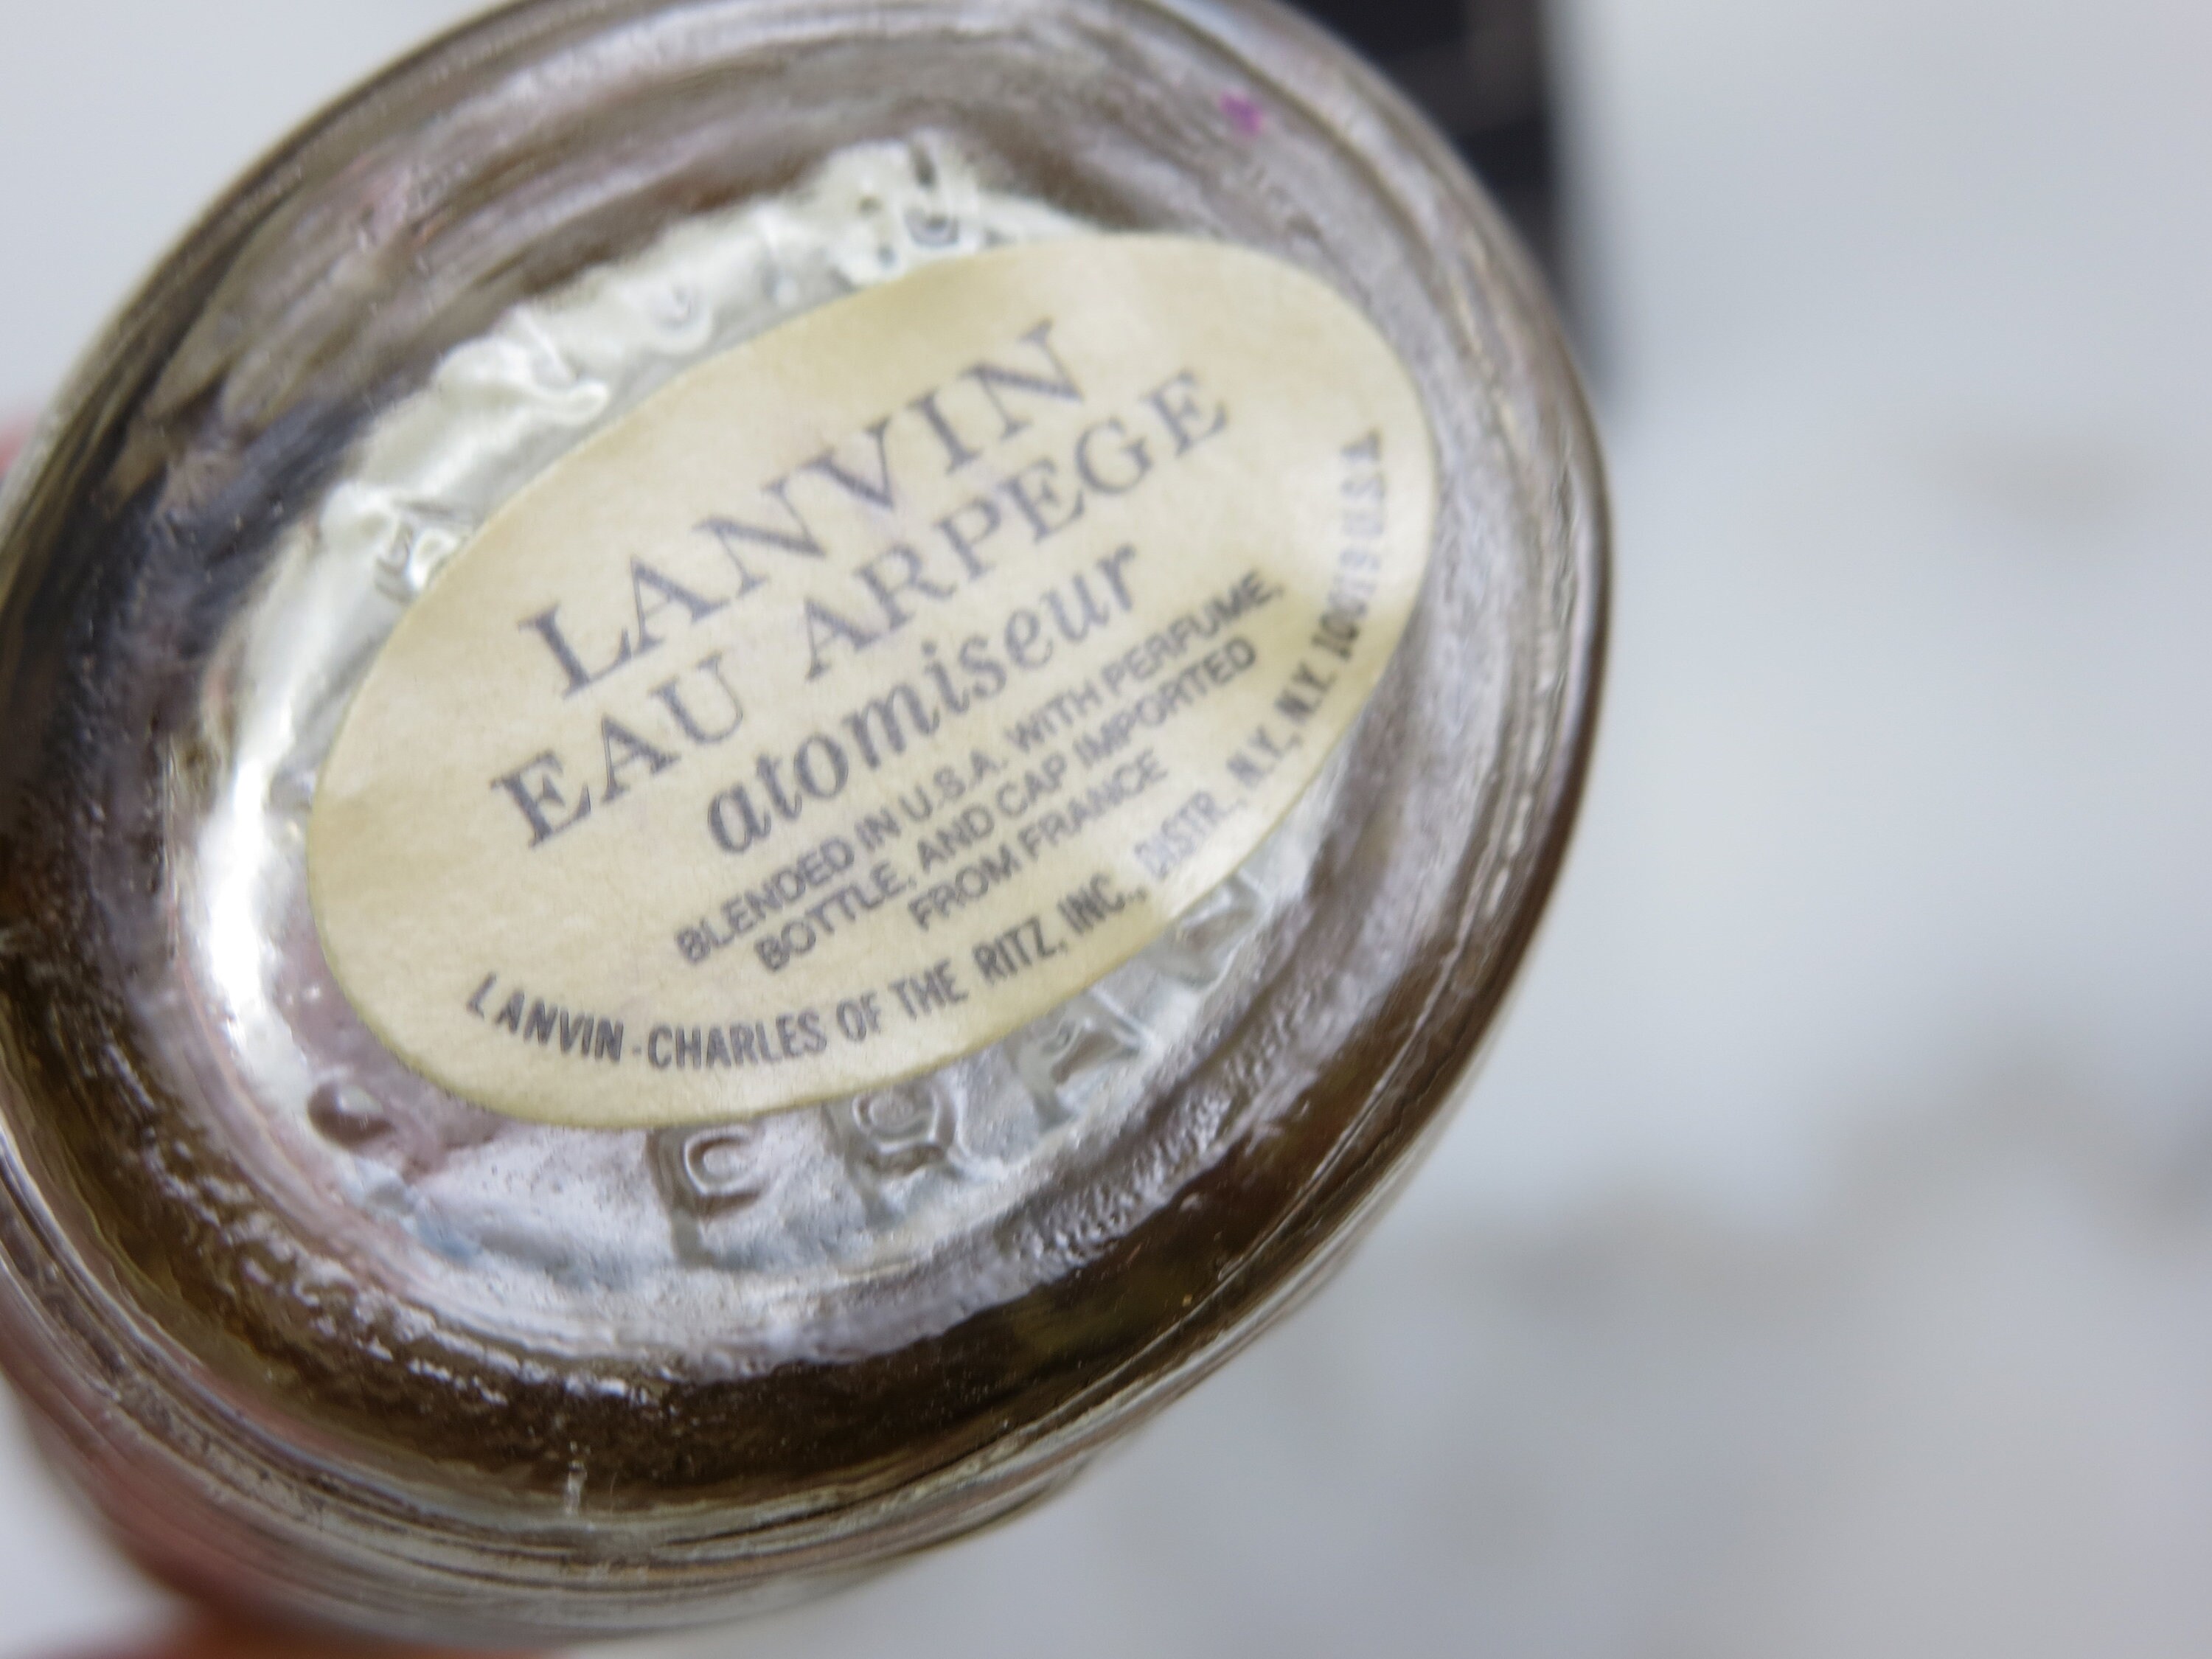 LANVIN
EAU ARPEGE
atomiseur
BLENDED IN U.S.A. WITH PERFUME,
BOTTLE, AND CAP IMPORTED
FROM FRANCE
LANVIN-CHARLES OF THE RITZ, INC., DISTR., N.Y., N.Y. 10019 U.S.A